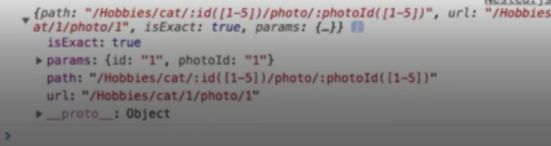 Nested.js
{path: "/Hobbies/cat/:id([1-5])/photo/:photoId([1-5])", url: "/Hobbies/c
at/1/photo/1", isExact: true, params: {…}}
isExact: true
params: {id: "1", photoId: "1"}
path: "/Hobbies/cat/:id([1-5])/photo/:photoId([1-5])"
url: "/Hobbies/cat/1/photo/1"
__proto__: Object